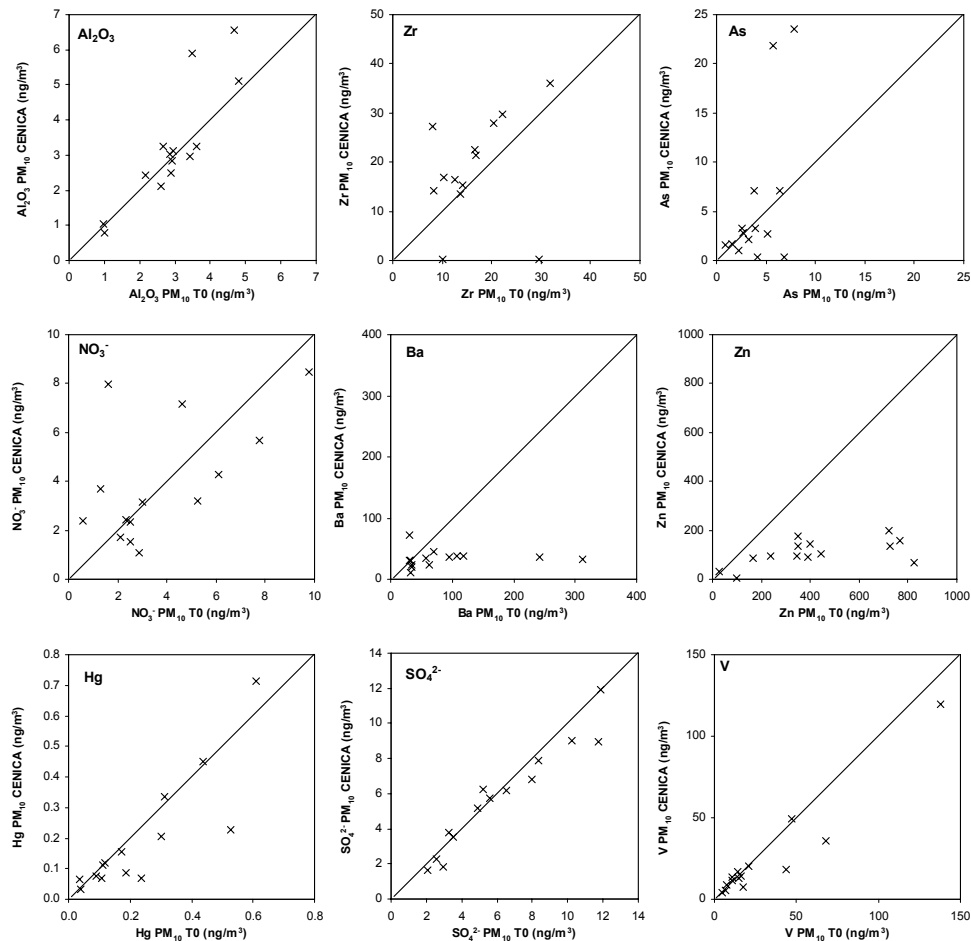 Al₂O₃
Al₂O₃ PM₁₀ CENICA (ng/m³)
7
6
5
4
3
2
1
0
0 1 2 3 4 5 6 7
Al₂O₃ PM₁₀ T0 (ng/m³)
Zr
Zr PM₁₀ CENICA (ng/m³)
50
40
30
20
10
0
0 10 20 30 40 50
Zr PM₁₀ T0 (ng/m³)
As
As PM₁₀ CENICA (ng/m³)
25
20
15
10
5
0
0 5 10 15 20 25
As PM₁₀ T0 (ng/m³)
NO₃⁻
NO₃⁻ PM₁₀ CENICA (ng/m³)
10
8
6
4
2
0
0 2 4 6 8 10
NO₃⁻ PM₁₀ T0 (ng/m³)
Ba
Ba PM₁₀ CENICA (ng/m³)
400
300
200
100
0
0 100 200 300 400
Ba PM₁₀ T0 (ng/m³)
Zn
Zn PM₁₀ CENICA (ng/m³)
1000
800
600
400
200
0
0 200 400 600 800 1000
Zn PM₁₀ T0 (ng/m³)
Hg
Hg PM₁₀ CENICA (ng/m³)
0.8
0.7
0.6
0.5
0.4
0.3
0.2
0.1
0.0
0.0 0.2 0.4 0.6 0.8
Hg PM₁₀ T0 (ng/m³)
SO₄²⁻
SO₄²⁻ PM₁₀ CENICA (ng/m³)
14
12
10
8
6
4
2
0
0 2 4 6 8 10 12 14
SO₄²⁻ PM₁₀ T0 (ng/m³)
V
V PM₁₀ CENICA (ng/m³)
150
100
50
0
0 50 100 150
V PM₁₀ T0 (ng/m³)